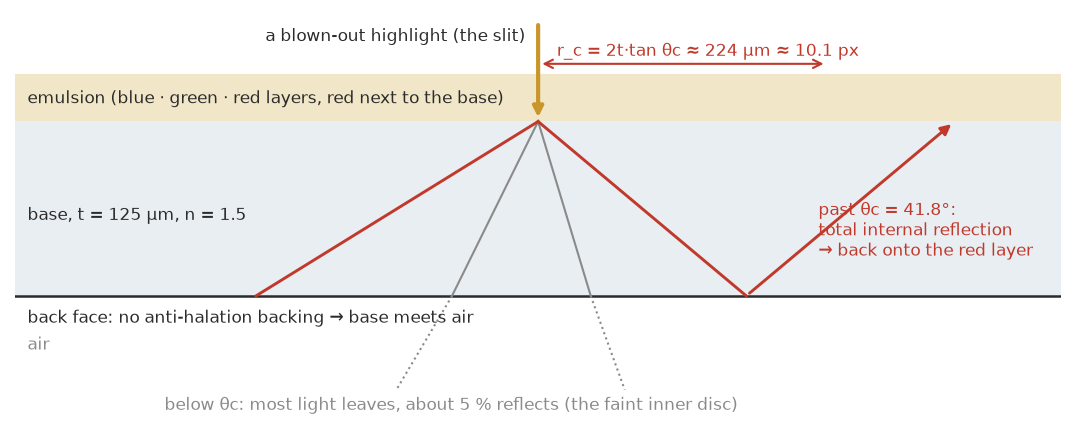 a blown-out highlight (the slit)
r_c = 2t·tan θc ≈ 224 µm ≈ 10.1 px
emulsion (blue · green · red layers, red next to the base)
base, t = 125 µm, n = 1.5
past θc = 41.8°:
total internal reflection
→ back onto the red layer
back face: no anti-halation backing → base meets air
air
below θc: most light leaves, about 5 % reflects (the faint inner disc)